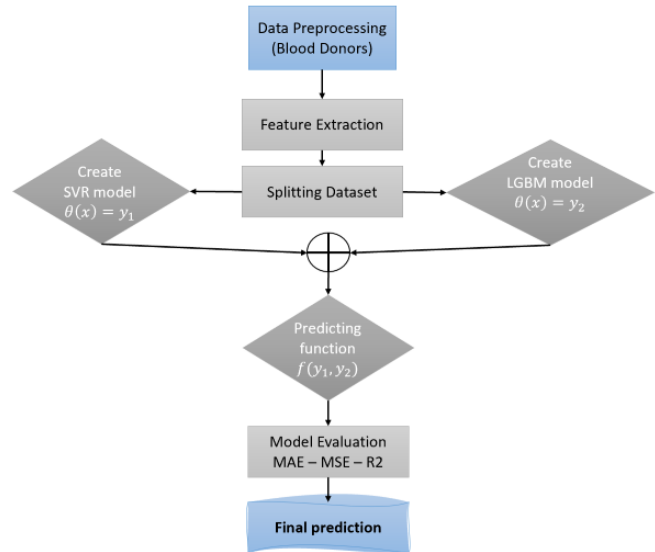 Data Preprocessing
(Blood Donors)
Feature Extraction
Splitting Dataset
Create
SVR model
θ(x) = y₁
Create
LGBM model
θ(x) = y₂
Predicting
function
f(y₁, y₂)
Model Evaluation
MAE – MSE – R2
Final prediction